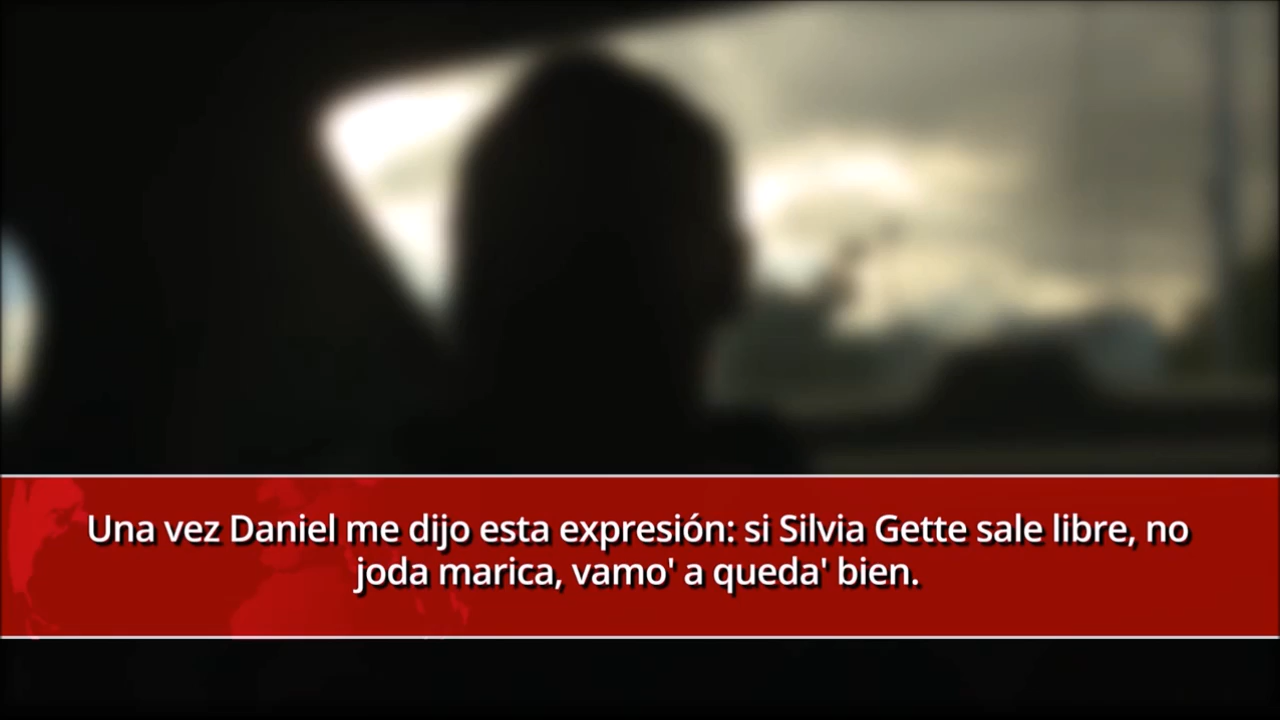 Una vez Daniel me dijo esta expresión: si Silvia Gette sale libre, no
joda marica, vamo' a queda' bien.